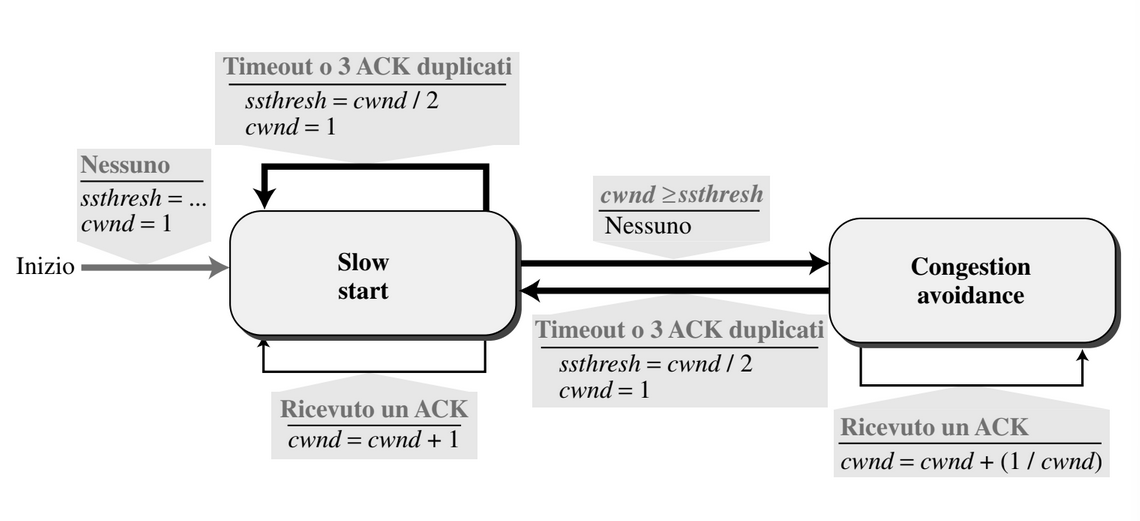 Timeout o 3 ACK duplicati
ssthresh = cwnd / 2
cwnd = 1
Nessuno
ssthresh = ...
cwnd = 1
Inizio
Slow
start
cwnd ≥ssthresh
Nessuno
Congestion
avoidance
Timeout o 3 ACK duplicati
ssthresh = cwnd / 2
cwnd = 1
Ricevuto un ACK
cwnd = cwnd + 1
Ricevuto un ACK
cwnd = cwnd + (1 / cwnd)